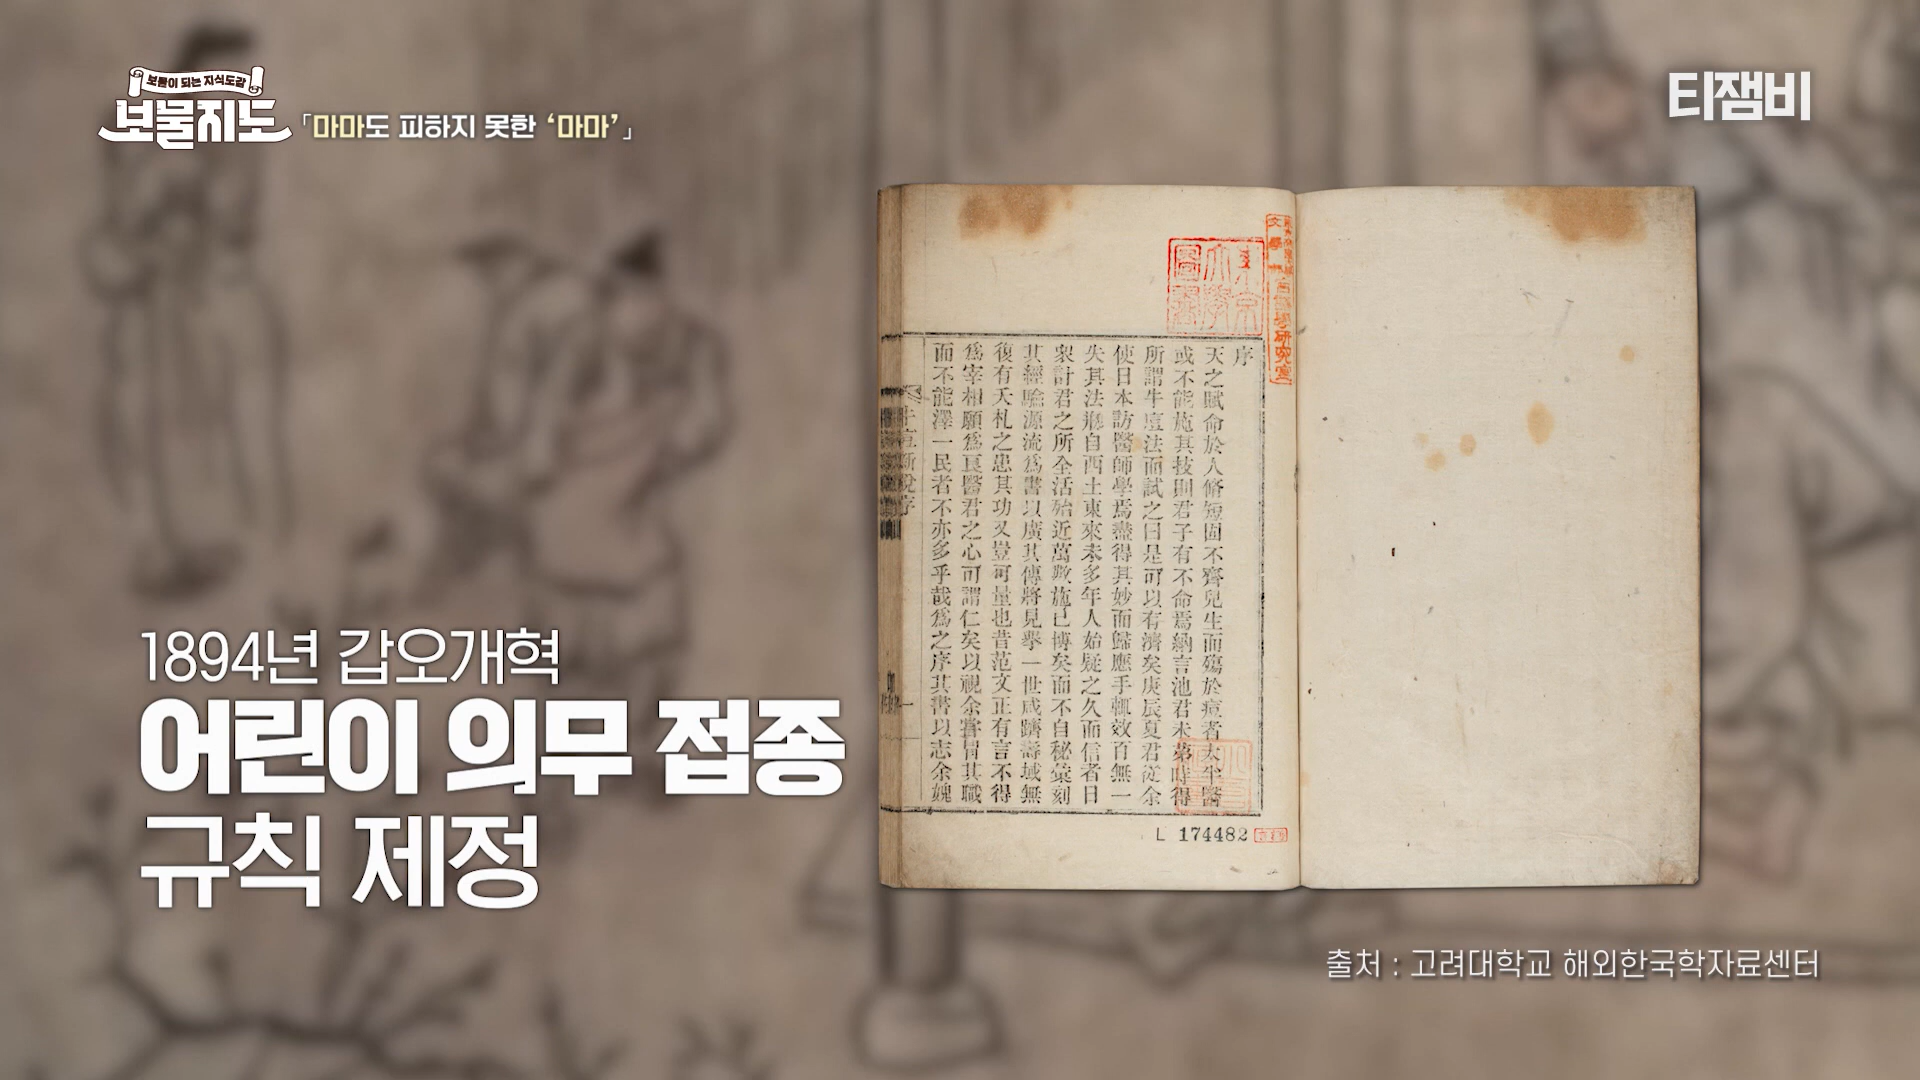 보물이 되는 지식도감
보물지도
「마마도 피하지 못한 ‘마마’」
티잼비
序
天之賦命於人脩短固不齊兒生而殤於痘者太半醫
或不能施其技則君子有不命焉納言池君未第時得
所謂牛痘法而試之曰是可以有濟矣庚辰夏君從余
使日本訪醫師學焉盡得其妙而歸應手輒效百無一
失其法雖自西土東來未多年人始疑之久而信者日
衆計君之所全活殆近萬數施已博矣而不自秘彙刻
其經驗源流爲書以廣其傳將見擧一世咸躋壽域無
復有夭札之患其功又豈可量也昔范文正有言不得
爲宰相願爲良醫君之心可謂仁矣以視余嘗冒其職
而不能澤一民者不亦多乎哉爲之序其書以志余媿
L 174482
1894년 갑오개혁
어린이 의무 접종
규칙 제정
출처 : 고려대학교 해외한국학자료센터